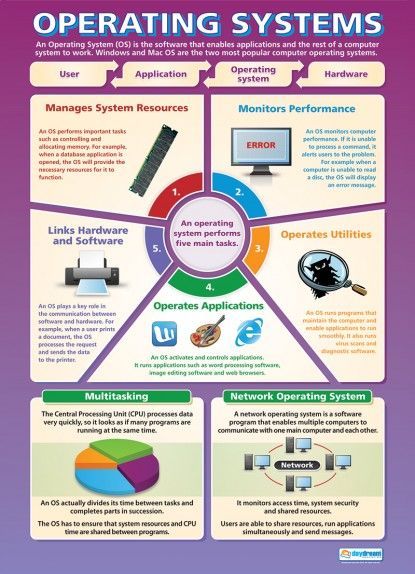 OPERATING SYSTEMS
An Operating System (OS) is the software that enables applications and the rest of a computer
system to work. Windows and Mac OS are the two most popular computer operating systems.
User
Application
Operating
system
Hardware
Manages System Resources
An OS performs important tasks
such as controlling and
allocating memory. For example,
when a database application is
opened, the OS will provide the
necessary resources for it to
function.
1.
Monitors Performance
ERROR
An OS monitors computer
performance. If it is unable
to process a command, it
alerts users to the problem.
For example when a
computer is unable to read
a disc, the OS will display
an error message.
2.
An operating
system performs
five main tasks.
Links Hardware
and Software
An OS plays a key role in
the communication between
software and hardware. For
example, when a user prints
a document, the OS
processes the request
and sends the data
to the printer.
5.
3.
Operates Utilities
An OS runs programs that
maintain the computer and
enable applications to run
smoothly. It also runs
virus scans and
diagnostic software.
4.
Operates Applications
W
e
An OS activates and controls applications.
It runs applications such as word processing software,
image editing software and web browsers.
Multitasking
The Central Processing Unit (CPU) processes data
very quickly, so it looks as if many programs are
running at the same time.
An OS actually divides its time between tasks and
completes parts in succession.
The OS has to ensure that system resources and CPU
time are shared between programs.
Network Operating System
A network operating system is a software
program that enables multiple computers to
communicate with one main computer and each other.
Network
It monitors access time, system security
and shared resources.
Users are able to share resources, run applications
simultaneously and send messages.
daydream